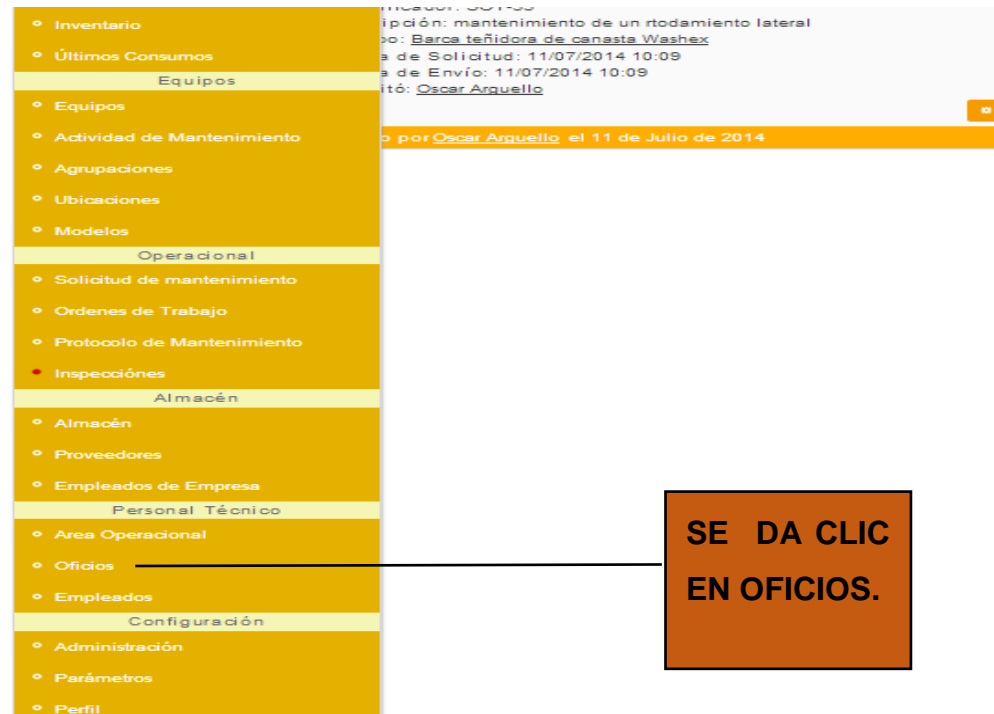 Inventario
Últimos Consumos
Equipos
Equipos
Actividad de Mantenimiento
Agrupaciones
Ubicaciones
Modelos
Operacional
Solicitud de mantenimiento
Ordenes de Trabajo
Protocolo de Mantenimiento
Inspecciónes
Almacén
Almacén
Proveedores
Empleados de Empresa
Personal Técnico
Area Operacional
Oficios
Empleados
Configuración
Administración
Parámetros
Perfil
ipción: mantenimiento de un rtodamiento lateral
po: Barca teñidora de canasta Washex
a de Solicitud: 11/07/2014 10:09
a de Envío: 11/07/2014 10:09
itó: Oscar Arguello
o por Oscar Arguello el 11 de Julio de 2014
SE DA CLIC
EN OFICIOS.